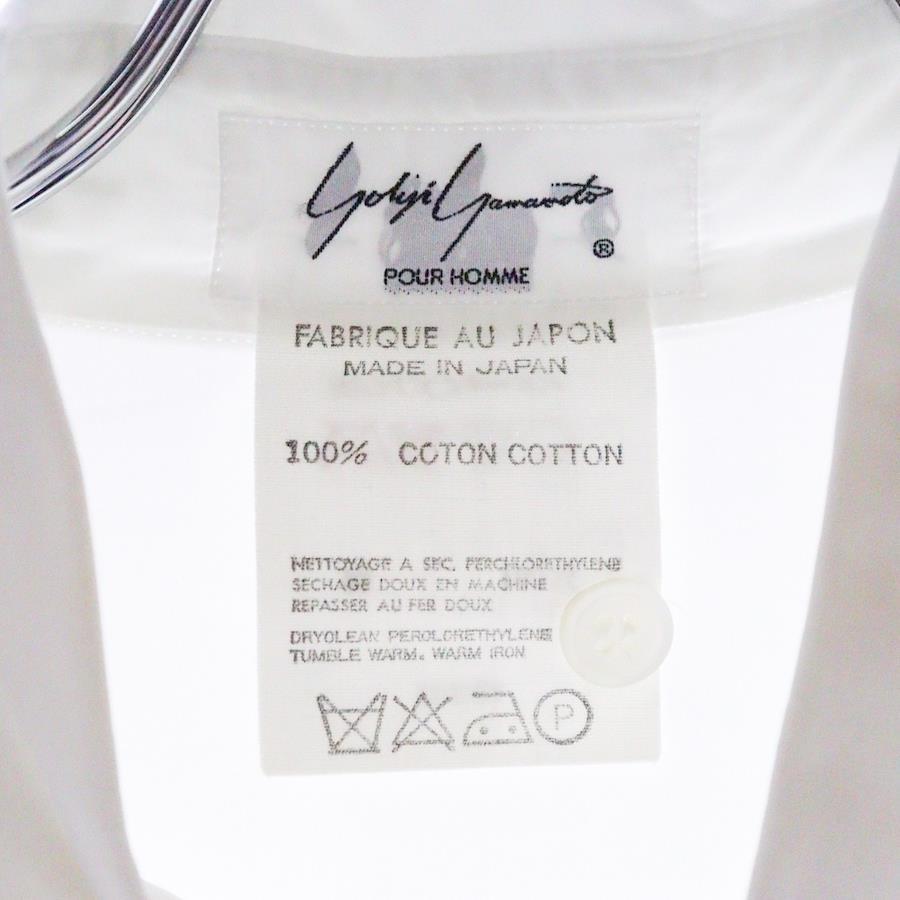 Yohji Yamamoto
®
POUR HOMME
FABRIQUE AU JAPON
MADE IN JAPAN
100% COTON COTTON
NETTOYAGE A SEC. PERCHLORETHYLENE
SECHAGE DOUX EN MACHINE
REPASSER AU FER DOUX
DRYCLEAN PERCLORETHYLENE
TUMBLE WARM. WARM IRON
P